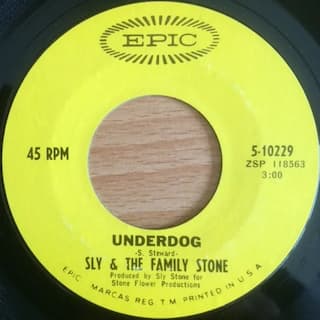 EPIC
45 RPM
5-10229
ZSP 118563
3:00
UNDERDOG
-S. Steward-
SLY & THE FAMILY STONE
Produced by Sly Stone for
Stone Flower Productions
EPIC, MARCAS REG. T.M. PRINTED IN U.S.A.